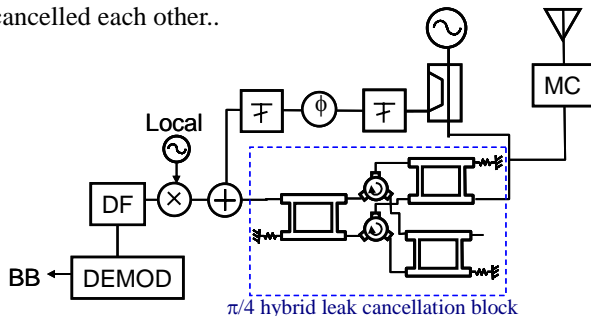 cancelled each other..
MC
ϕ
Local
DF
×
+
BB
DEMOD
π/4 hybrid leak cancellation block